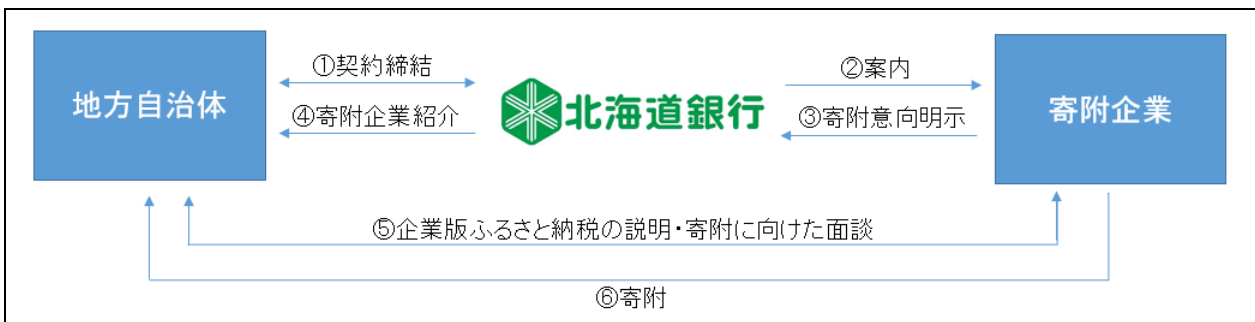 地方自治体
①契約締結
④寄附企業紹介
北海道銀行
②案内
③寄附意向明示
寄附企業
⑤企業版ふるさと納税の説明・寄附に向けた面談
⑥寄附